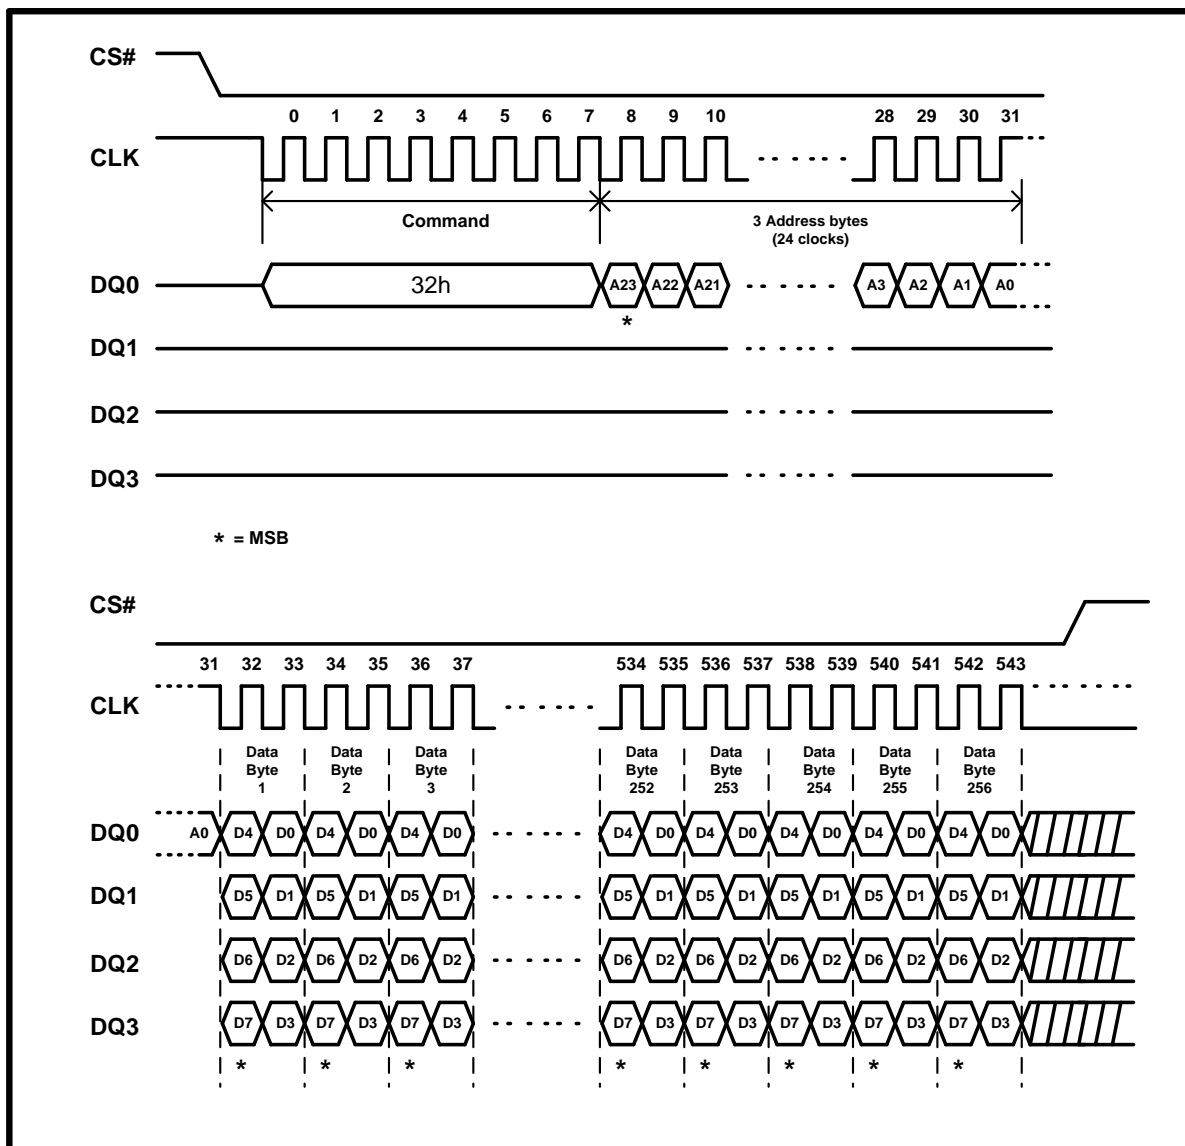 CS#
0 1 2 3 4 5 6 7 8 9 10 28 29 30 31
CLK
Command
3 Address bytes
(24 clocks)
DQ0 32h A23 A22 A21 A3 A2 A1 A0
*
DQ1
DQ2
DQ3
* = MSB
CS#
31 32 33 34 35 36 37 534 535 536 537 538 539 540 541 542 543
CLK
Data Data Data Data Data Data Data Data
Byte Byte Byte Byte Byte Byte Byte Byte
1 2 3 252 253 254 255 256
DQ0 A0 D4 D0 D4 D0 D4 D0 D4 D0 D4 D0 D4 D0 D4 D0 D4 D0
DQ1 D5 D1 D5 D1 D5 D1 D5 D1 D5 D1 D5 D1 D5 D1 D5 D1
DQ2 D6 D2 D6 D2 D6 D2 D6 D2 D6 D2 D6 D2 D6 D2 D6 D2
DQ3 D7 D3 D7 D3 D7 D3 D7 D3 D7 D3 D7 D3 D7 D3 D7 D3
* * * * * * * *